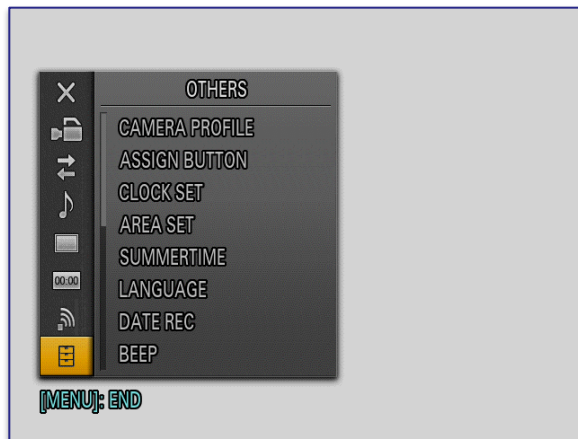 OTHERS
CAMERA PROFILE
ASSIGN BUTTON
CLOCK SET
AREA SET
SUMMERTIME
LANGUAGE
00:00
DATE REC
BEEP
[MENU]: END